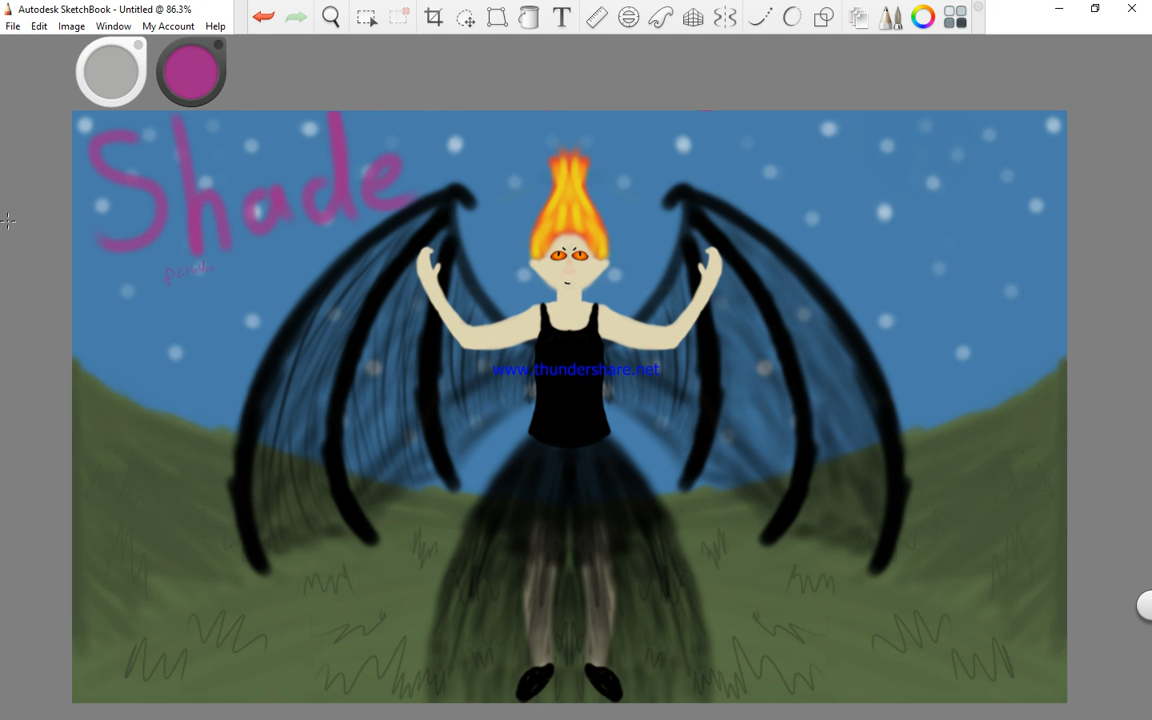 Autodesk SketchBook - Untitled @ 86.3%
File Edit Image Window My Account Help
T
Shade
www.thundershare.net